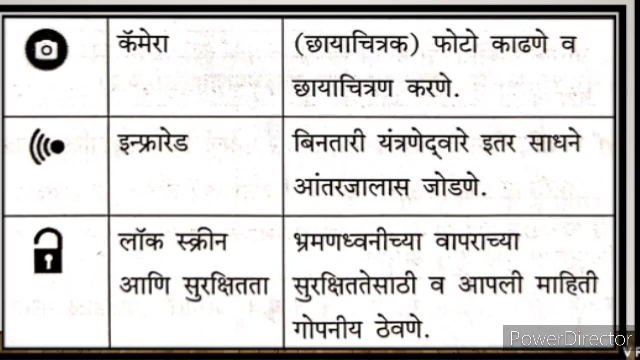 कॅमेरा
(छायाचित्रक) फोटो काढणे व
छायाचित्रण करणे.
इन्फ्रारेड
बिनतारी यंत्रणेद्वारे इतर साधने
आंतरजालास जोडणे.
लॉक स्क्रीन
आणि सुरक्षितता
भ्रमणध्वनीच्या वापराच्या
सुरक्षिततेसाठी व आपली माहिती
गोपनीय ठेवणे.
PowerDirector